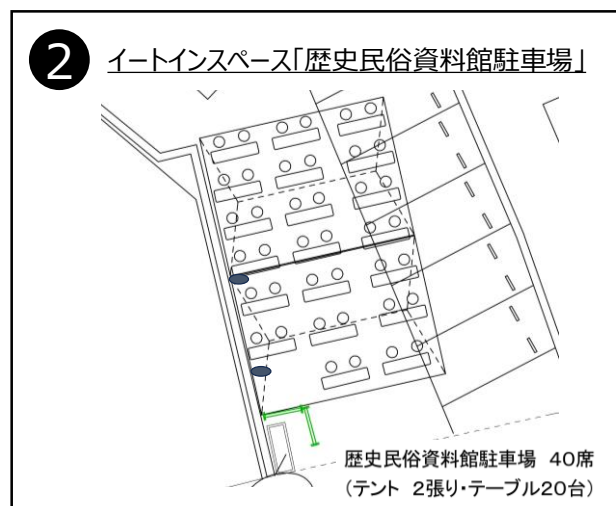 ❷ イートインスペース「歴史民俗資料館駐車場」
歴史民俗資料館駐車場 40席
(テント 2張り・テーブル20台)